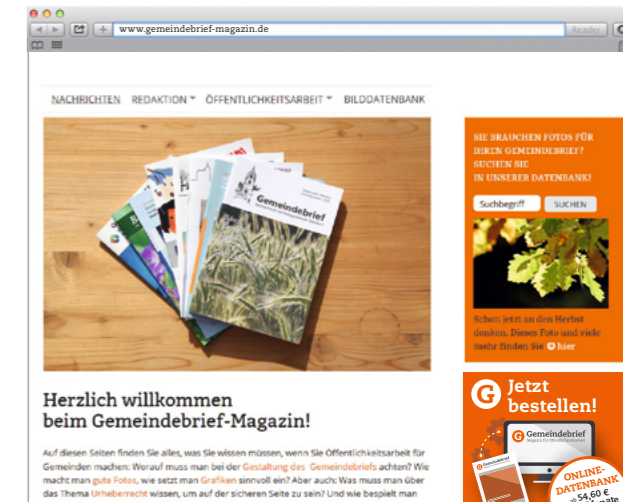 www.gemeindebrief-magazin.de
Reader
NACHRICHTEN REDAKTION ÖFFENTLICHKEITSARBEIT BILDDATENBANK
Gemeindebrief
Herzlich willkommen
beim Gemeindebrief-Magazin!
Auf diesen Seiten finden Sie alles, was Sie wissen müssen, wenn Sie Öffentlichkeitsarbeit für
Gemeinden machen: Worauf muss man bei der Gestaltung des Gemeindebriefs achten? Wie
macht man gute Fotos, wie setzt man Grafiken sinnvoll ein? Aber auch: Was muss man über
das Thema Urheberrecht wissen, um auf der sicheren Seite zu sein? Und wie bespielt man
SIE BRAUCHEN FOTOS FÜR
IHREN GEMEINDEBRIEF?
SUCHEN SIE
IN UNSERER DATENBANK!
Suchbegriff SUCHEN
Schon jetzt an den Herbst
denken. Dieses Foto und viele
mehr finden Sie hier
G Jetzt
bestellen!
G Gemeindebrief
ONLINE-
DATENBANK
54,60 €